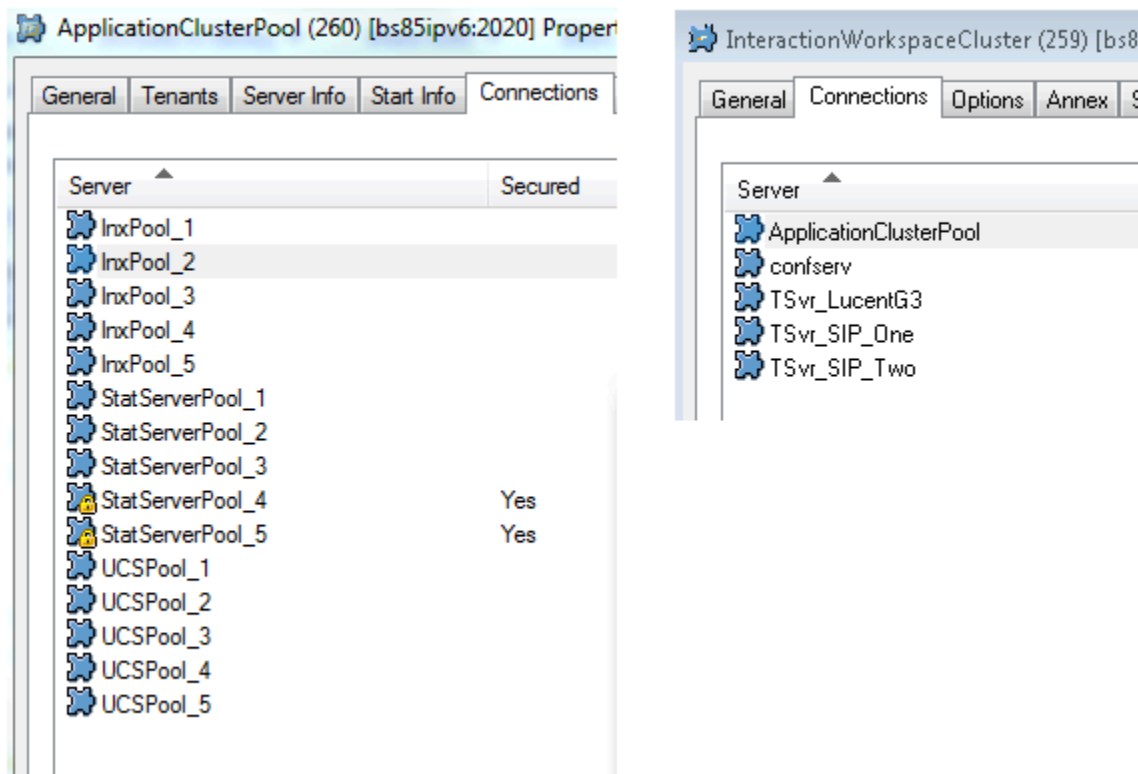 ApplicationClusterPool (260) [bs85ipv6:2020] Proper
General Tenants Server Info Start Info Connections
Server Secured
InxPool_1
InxPool_2
InxPool_3
InxPool_4
InxPool_5
StatServerPool_1
StatServerPool_2
StatServerPool_3
StatServerPool_4 Yes
StatServerPool_5 Yes
UCSPool_1
UCSPool_2
UCSPool_3
UCSPool_4
UCSPool_5
InteractionWorkspaceCluster (259) [bs8
General Connections Options Annex S
Server
ApplicationClusterPool
confserv
TSvr_LucentG3
TSvr_SIP_One
TSvr_SIP_Two